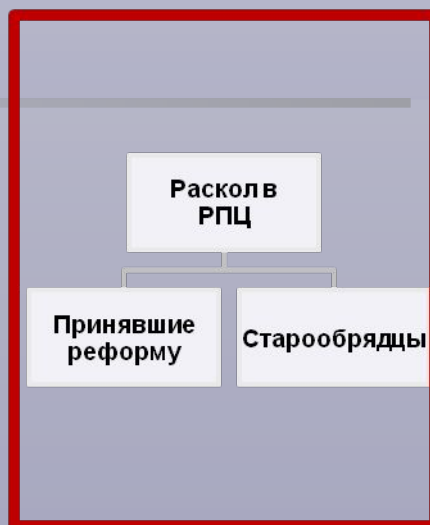 Раскол в
РПЦ
Принявшие
реформу
Старообрядцы